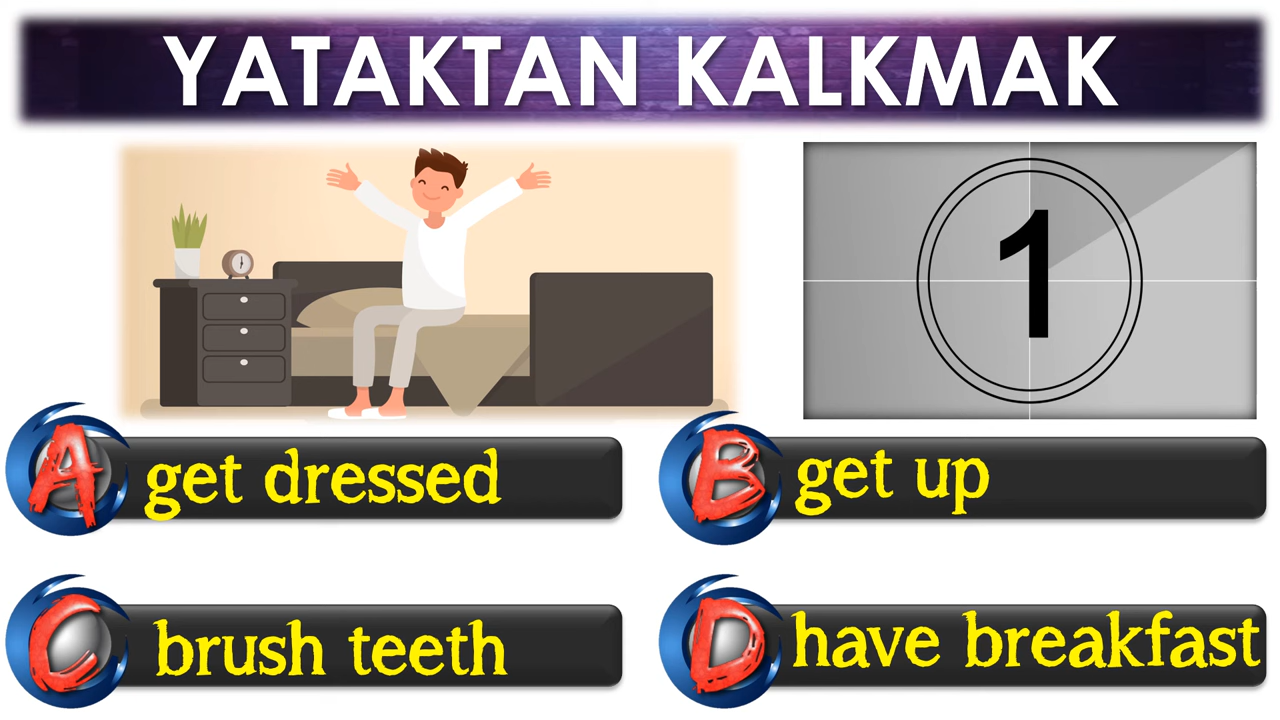 YATAKTAN KALKMAK
1
A get dressed
B get up
C brush teeth
D have breakfast